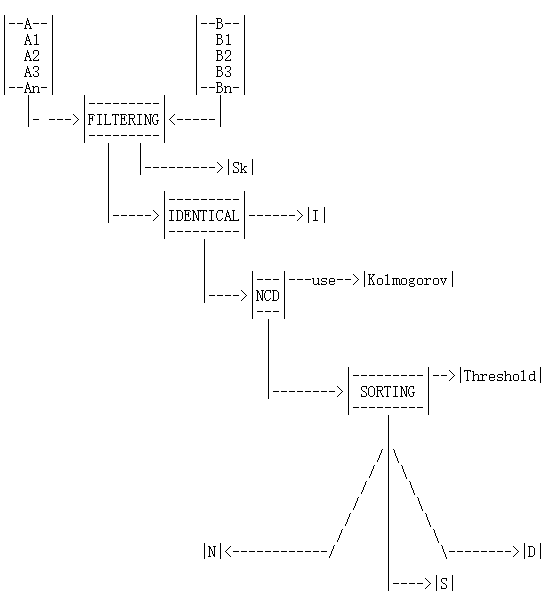 A B
A1 B1
A2 B2
A3 B3
An Bn
FILTERING
Sk
IDENTICAL I
use Kolmogorov
NCD
Threshold
SORTING
N D
S